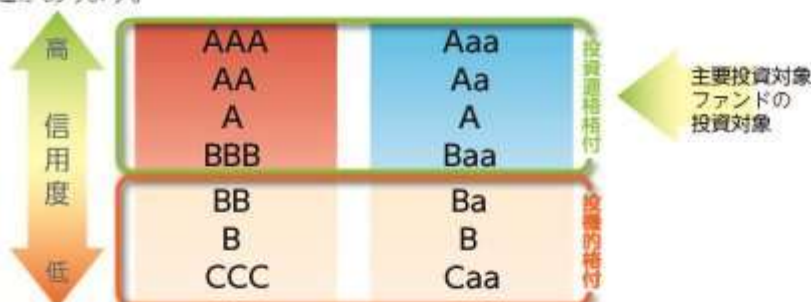 高
信用度
低
AAA Aaa
AA Aa
A A
BBB Baa
投資適格格付
BB Ba
B B
CCC Caa
投機的格付
主要投資対象
ファンドの
投資対象